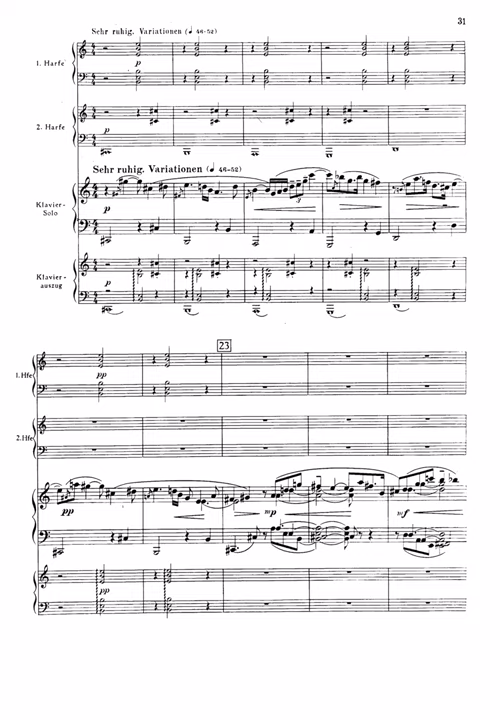 31
Sehr ruhig. Variationen (♩ 46-52)
1. Harfe
p
2. Harfe
p
Sehr ruhig. Variationen (♩ 46-52)
Klavier-
Solo
p
3
Klavier-
auszug
p
23
1.Hfe
pp
2.Hfe
pp
mp
mf
pp